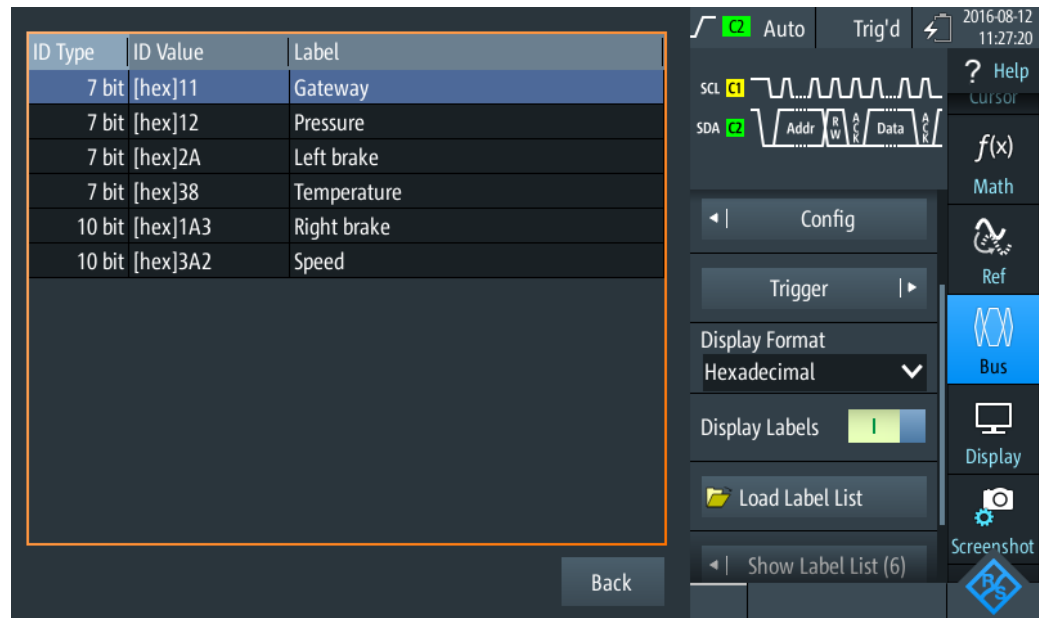 ID Type ID Value Label
7 bit [hex]11 Gateway
7 bit [hex]12 Pressure
7 bit [hex]2A Left brake
7 bit [hex]38 Temperature
10 bit [hex]1A3 Right brake
10 bit [hex]3A2 Speed
Back
C2 Auto Trig'd
2016-08-12
11:27:20
SCL C1
SDA C2 Addr RW ACK Data ACK
Config
Trigger
Display Format
Hexadecimal
Display Labels I
Load Label List
Show Label List (6)
? Help
Cursor
f(x)
Math
Ref
Bus
Display
Screenshot
R&S